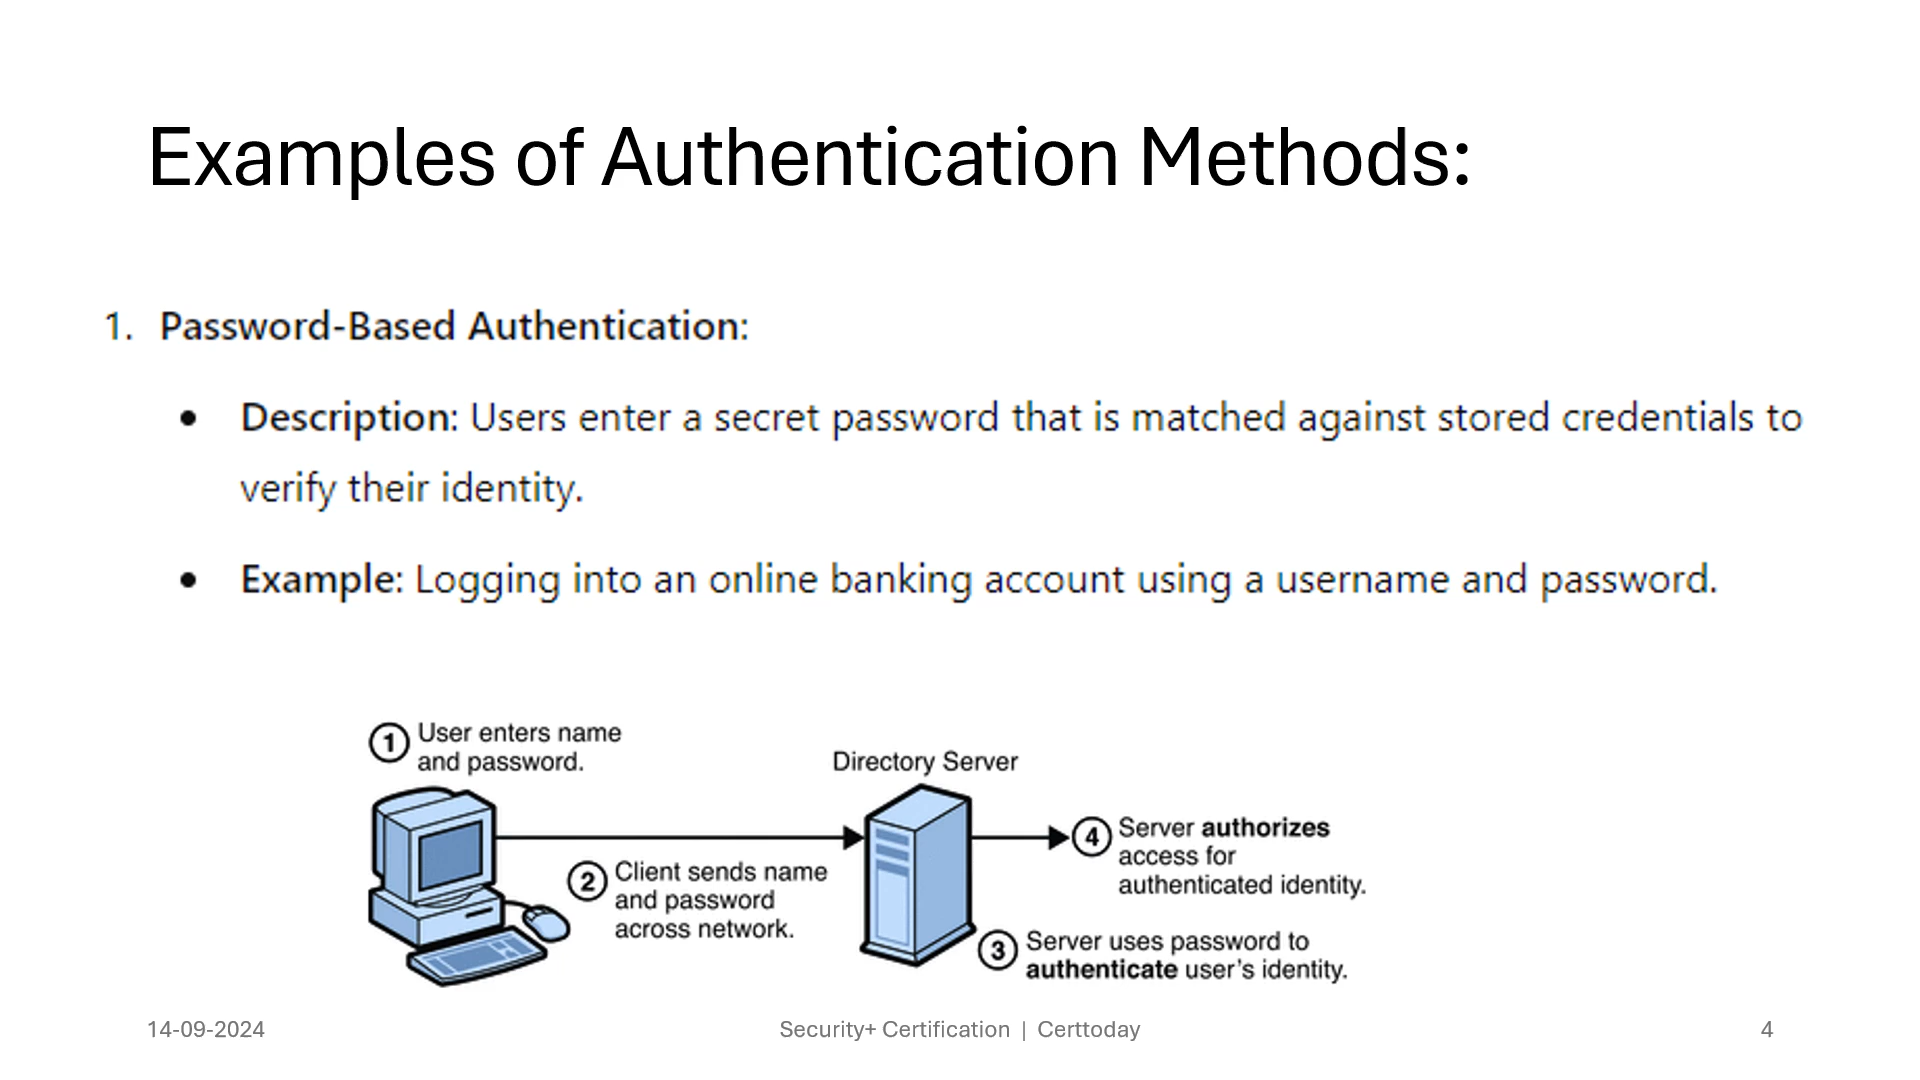 Examples of Authentication Methods:
1. Password-Based Authentication:
• Description: Users enter a secret password that is matched against stored credentials to
verify their identity.
• Example: Logging into an online banking account using a username and password.
1 User enters name
and password.
Directory Server
2 Client sends name
and password
across network.
4 Server authorizes
access for
authenticated identity.
3 Server uses password to
authenticate user's identity.
14-09-2024
Security+ Certification | Certtoday
4